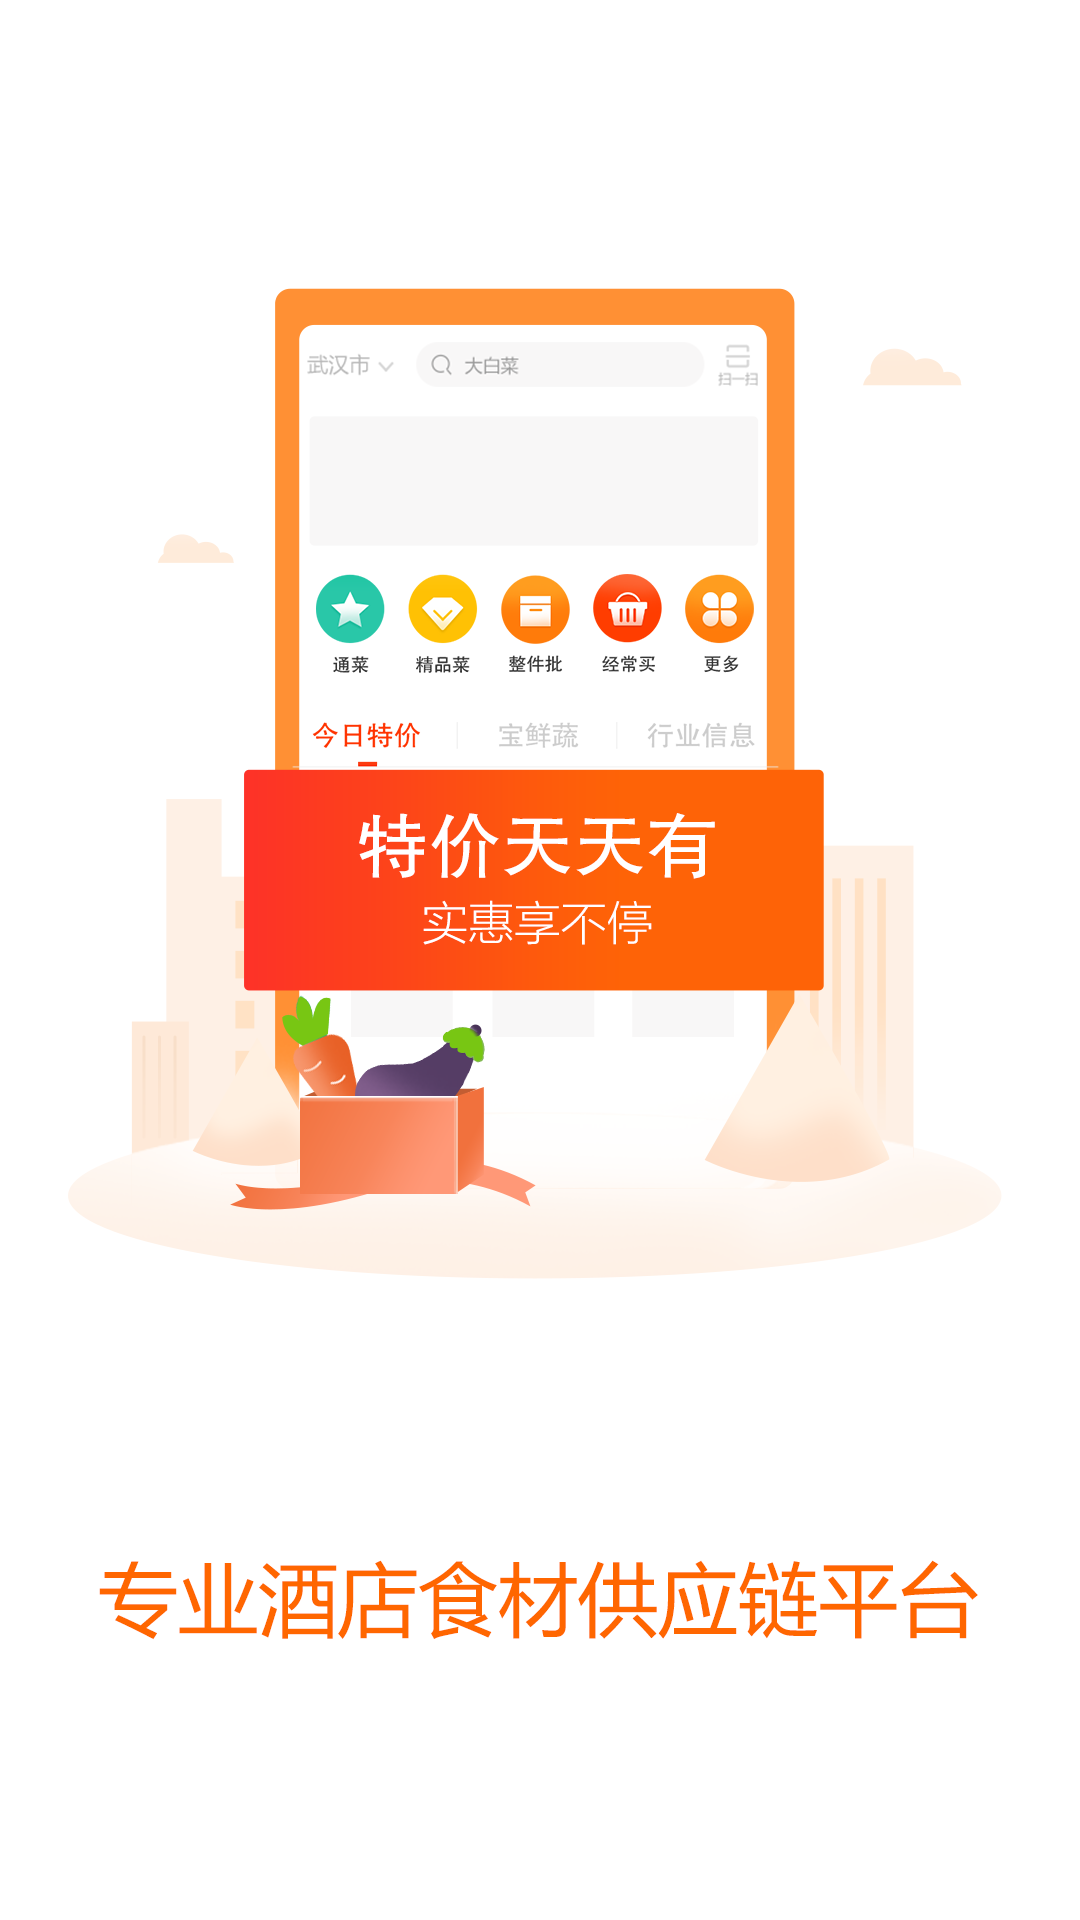 武汉市 大白菜 扫一扫
通菜 精品菜 整件批 经常买 更多
今日特价 宝鲜蔬 行业信息
特价天天有
实惠享不停
专业酒店食材供应链平台